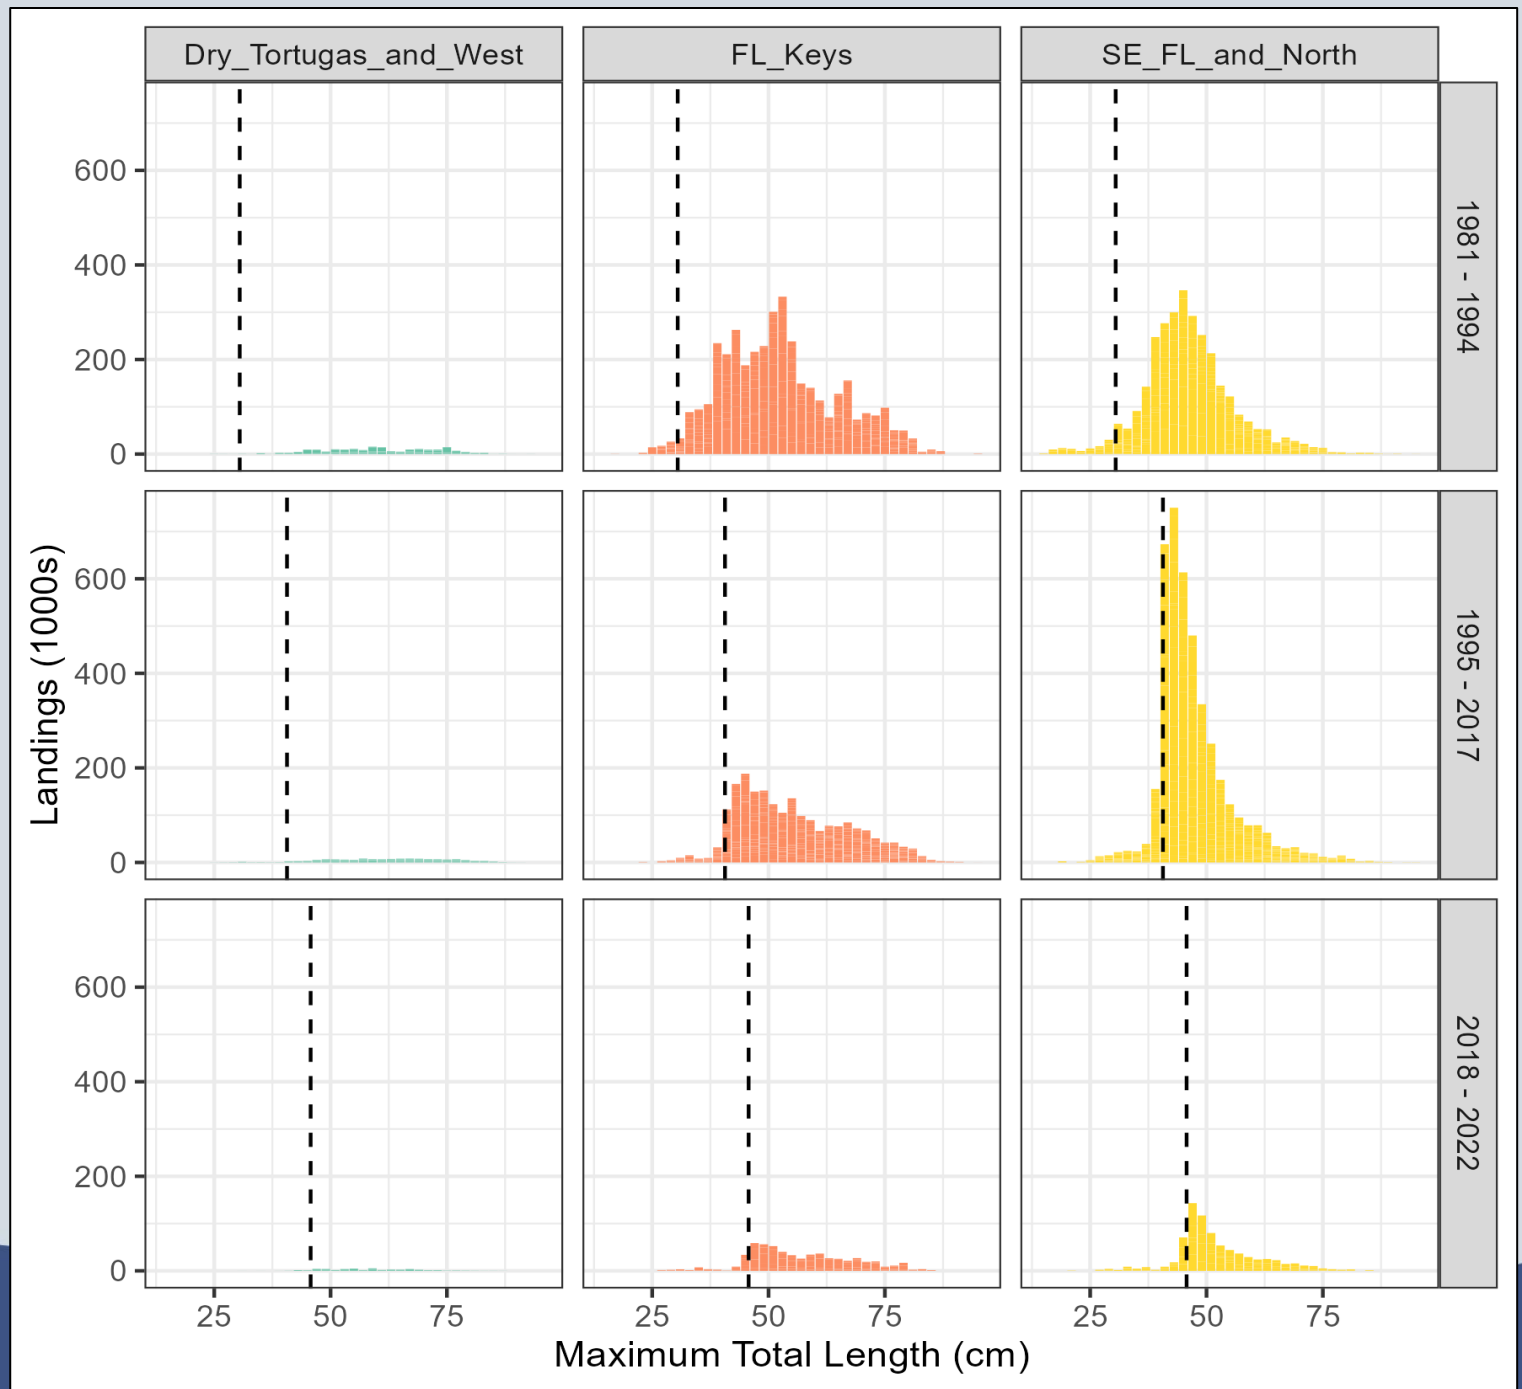 Dry_Tortugas_and_West
FL_Keys
SE_FL_and_North
600
400
200
0
1981 - 1994
600
400
200
0
1995 - 2017
600
400
200
0
2018 - 2022
Landings (1000s)
25 50 75
25 50 75
25 50 75
Maximum Total Length (cm)